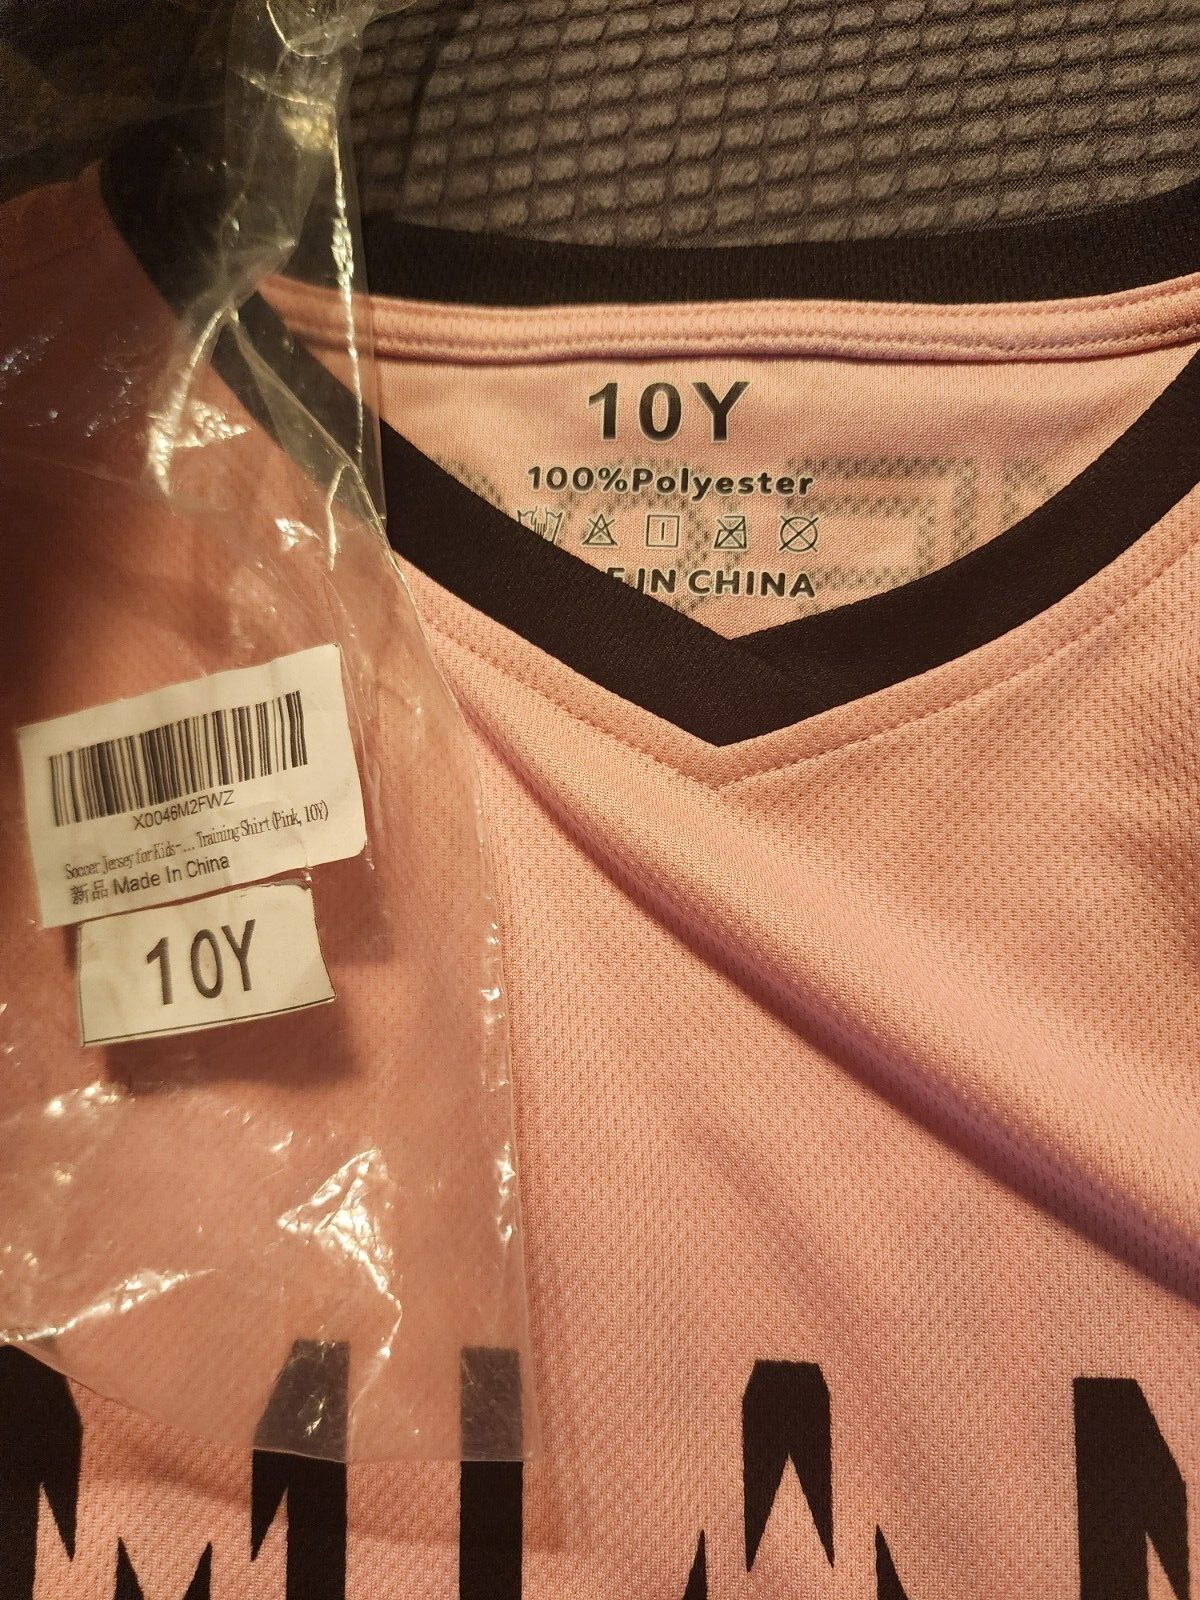 10Y
100%Polyester
E IN CHINA
X0046M2FWZ
Soccer Jersey for Kids-... Training Shirt (Pink, 10Y)
新品 Made In China
10Y